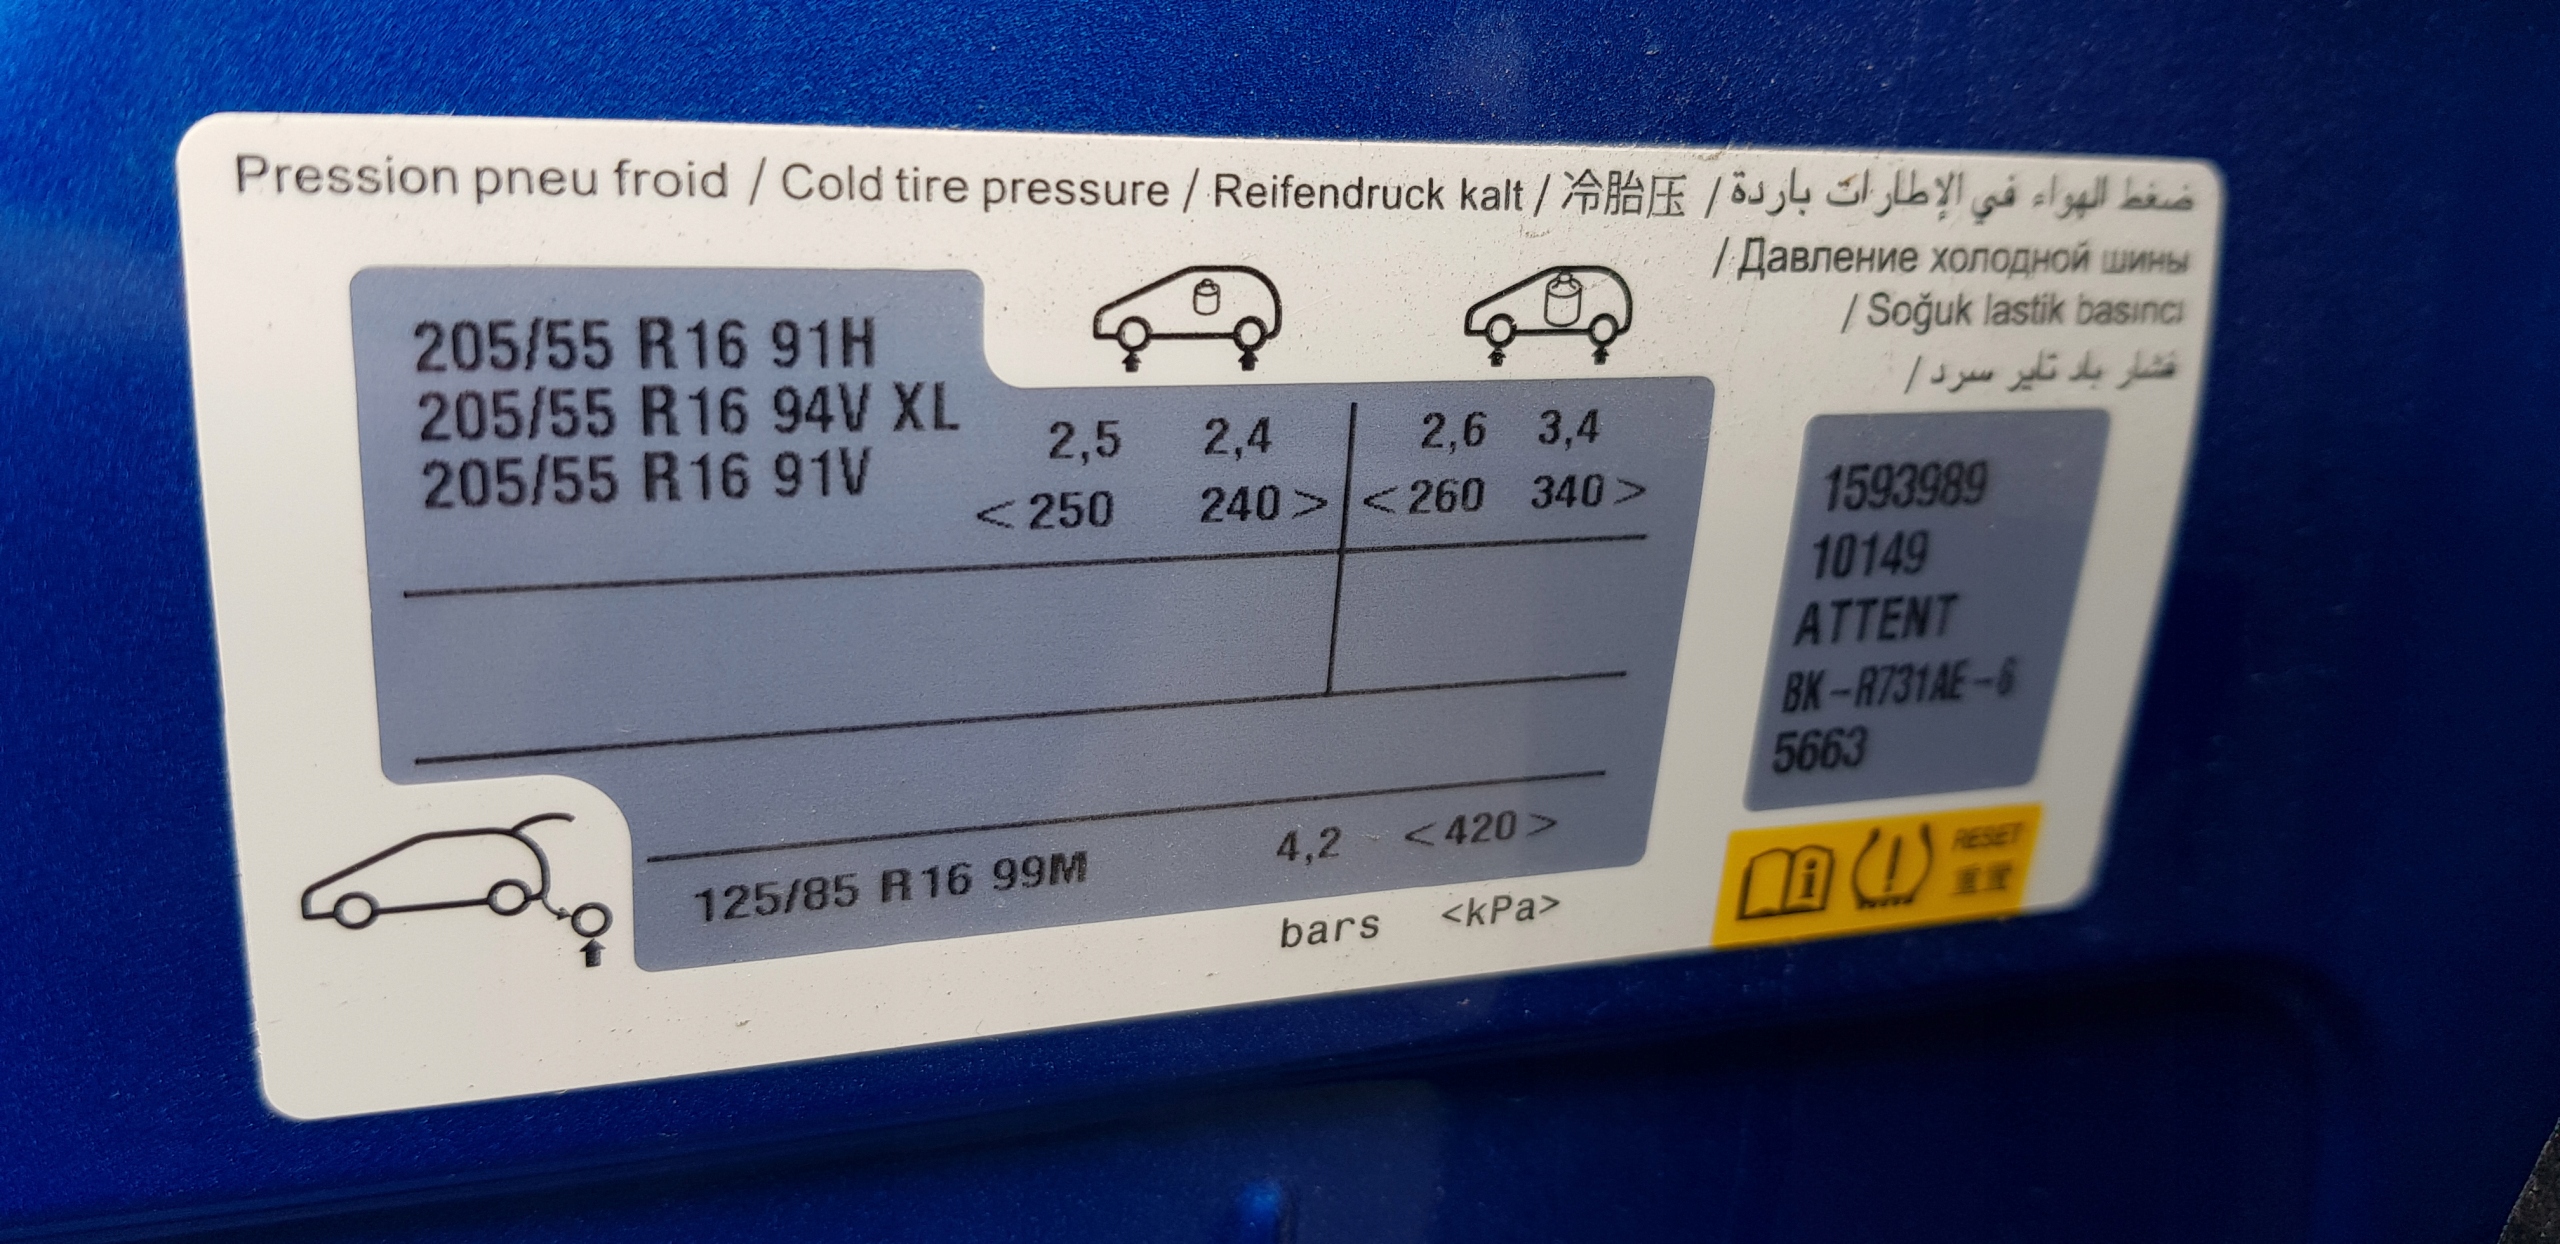 Pression pneu froid / Cold tire pressure / Reifendruck kalt / 冷胎压 / ضغط الهواء في الإطارات باردة
/ Давление холодной шины
/ Soğuk lastik basıncı
/ فشار باد تایر سرد
205/55 R16 91H
205/55 R16 94V XL
205/55 R16 91V
2,5 2,4 2,6 3,4
<250 240> <260 340>
125/85 R16 99M 4,2 <420>
bars <kPa>
1593989
10149
ATTENT
BK-R731AE-6
5663
RESET
重置